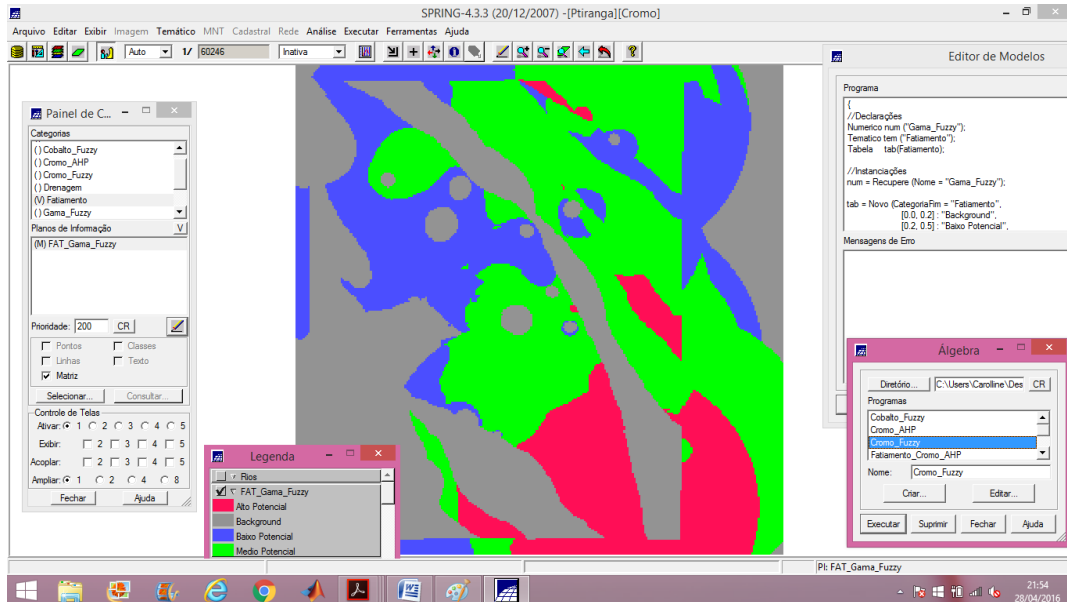 SPRING-4.3.3 (20/12/2007) -[Ptiranga][Cromo]
Arquivo Editar Exibir Imagem Temático MNT Cadastral Rede Análise Executar Ferramentas Ajuda
Auto 1/ 60246 Inativa
Painel de C...
Categorias
( ) Cobalto_Fuzzy
( ) Cromo_AHP
( ) Cromo_Fuzzy
( ) Drenagem
(V) Fatiamento
( ) Gama_Fuzzy
Planos de Informação V
(M) FAT_Gama_Fuzzy
Prioridade: 200 CR
Pontos Classes
Linhas Texto
Matriz
Selecionar... Consultar...
Controle de Telas
Ativar: 1 2 3 4 5
Exibir: 2 3 4 5
Acoplar: 2 3 4 5
Ampliar: 1 2 4 8
Fechar Ajuda
Legenda
Rios
FAT_Gama_Fuzzy
Alto Potencial
Background
Baixo Potencial
Medio Potencial
Editor de Modelos
Programa
{
//Declarações
Numerico num ("Gama_Fuzzy");
Tematico tem ("Fatiamento");
Tabela tab(Fatiamento);
//Instanciações
num = Recupere (Nome = "Gama_Fuzzy");
tab = Novo (CategoriaFim = "Fatiamento",
[0.0, 0.2] : "Background",
[0.2, 0.5] : "Baixo Potencial",
Mensagens de Erro
Álgebra
Diretório... C:\Users\Carolline\Des CR
Programas
Cobalto_Fuzzy
Cromo_AHP
Cromo_Fuzzy
Fatiamento_Cromo_AHP
Nome: Cromo_Fuzzy
Criar... Editar...
Executar Suprimir Fechar Ajuda
PI: FAT_Gama_Fuzzy
21:54
28/04/2016